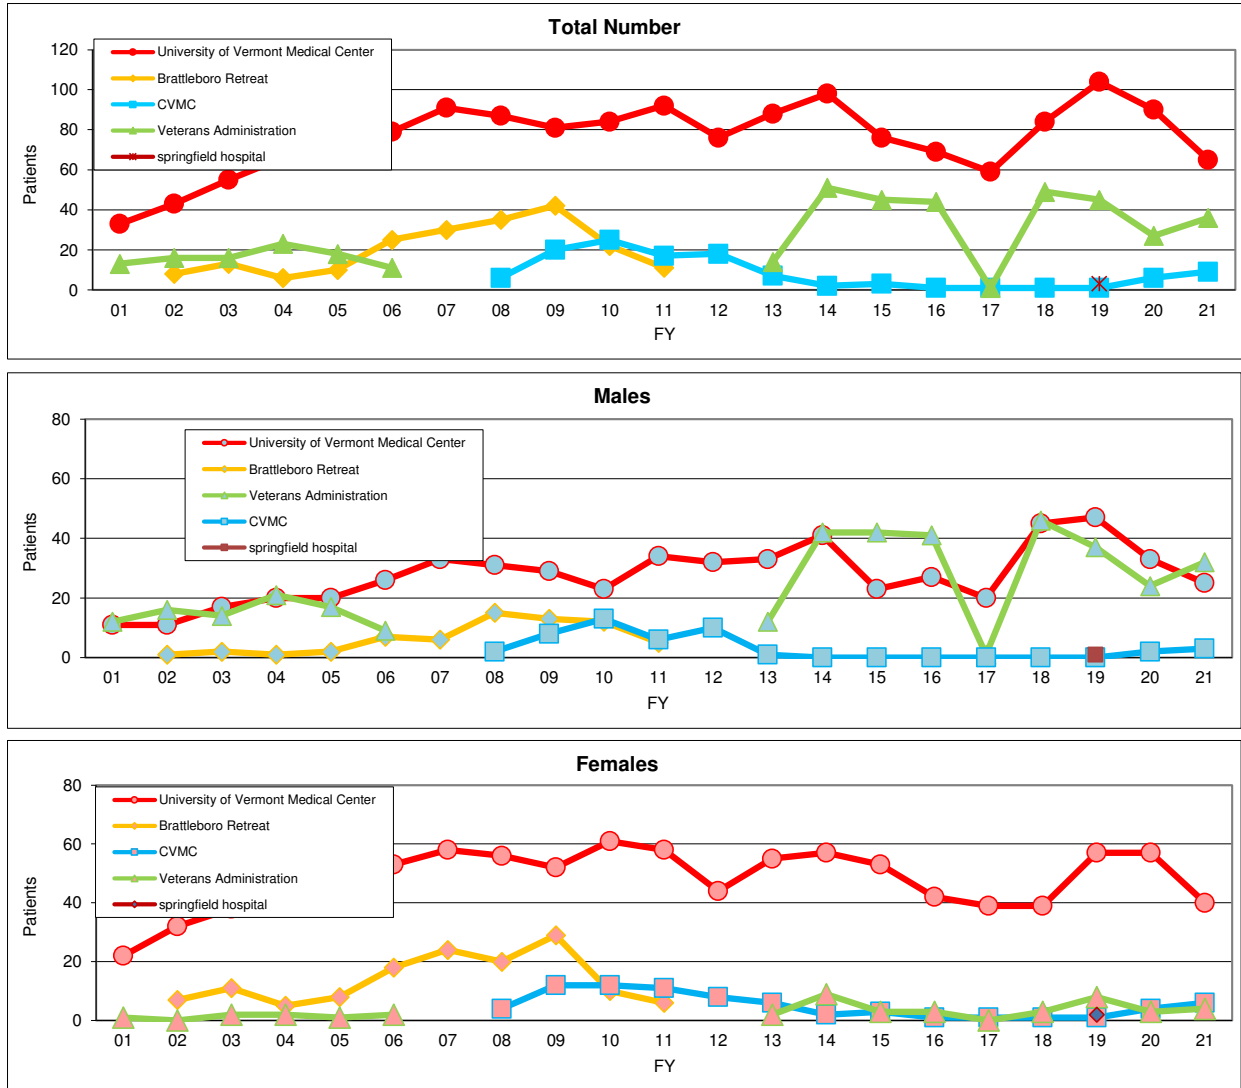 Total Number
120
100
80
60
40
20
0
Patients
University of Vermont Medical Center
Brattleboro Retreat
CVMC
Veterans Administration
springfield hospital
01 02 03 04 05 06 07 08 09 10 11 12 13 14 15 16 17 18 19 20 21
FY
Males
80
60
40
20
0
Patients
University of Vermont Medical Center
Brattleboro Retreat
Veterans Administration
CVMC
springfield hospital
01 02 03 04 05 06 07 08 09 10 11 12 13 14 15 16 17 18 19 20 21
FY
Females
80
60
40
20
0
Patients
University of Vermont Medical Center
Brattleboro Retreat
CVMC
Veterans Administration
springfield hospital
01 02 03 04 05 06 07 08 09 10 11 12 13 14 15 16 17 18 19 20 21
FY